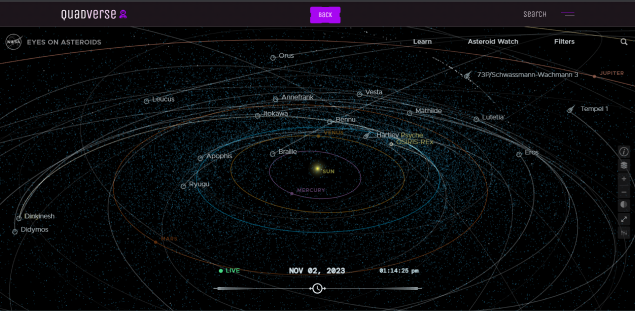 QUADVERSE
BACK
SEARCH
NASA
EYES ON ASTEROIDS
Learn
Asteroid Watch
Filters
Orus
73P/Schwassmann-Wachmann 3
JUPITER
Leucus
Annefrank
Vesta
Tempel 1
Itokawa
Bennu
Mathilde
Lutetia
VENUS
Hartley
Psyche
OSIRIS-REx
Apophis
Braille
Eros
SUN
Ryugu
MERCURY
Dinkinesh
Didymos
MARS
LIVE
NOV 02, 2023
01:14:25 pm